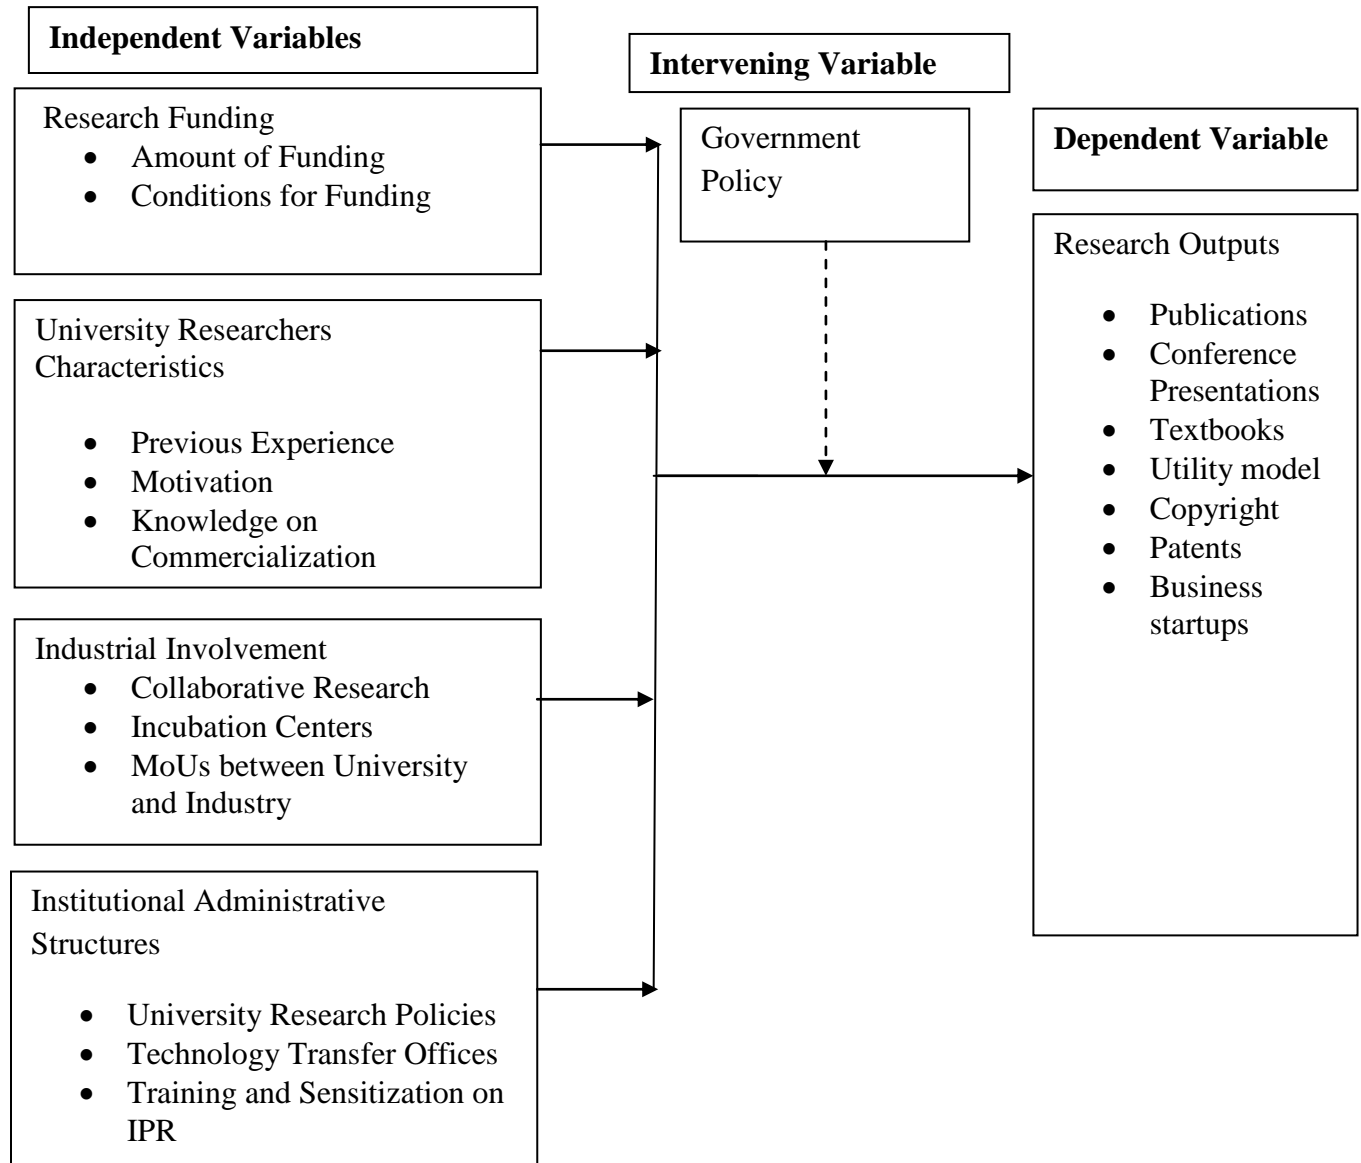 Independent Variables
Research Funding
• Amount of Funding
• Conditions for Funding
University Researchers
Characteristics
• Previous Experience
• Motivation
• Knowledge on
Commercialization
Industrial Involvement
• Collaborative Research
• Incubation Centers
• MoUs between University
and Industry
Institutional Administrative
Structures
• University Research Policies
• Technology Transfer Offices
• Training and Sensitization on
IPR
Intervening Variable
Government
Policy
Dependent Variable
Research Outputs
• Publications
• Conference
Presentations
• Textbooks
• Utility model
• Copyright
• Patents
• Business
startups